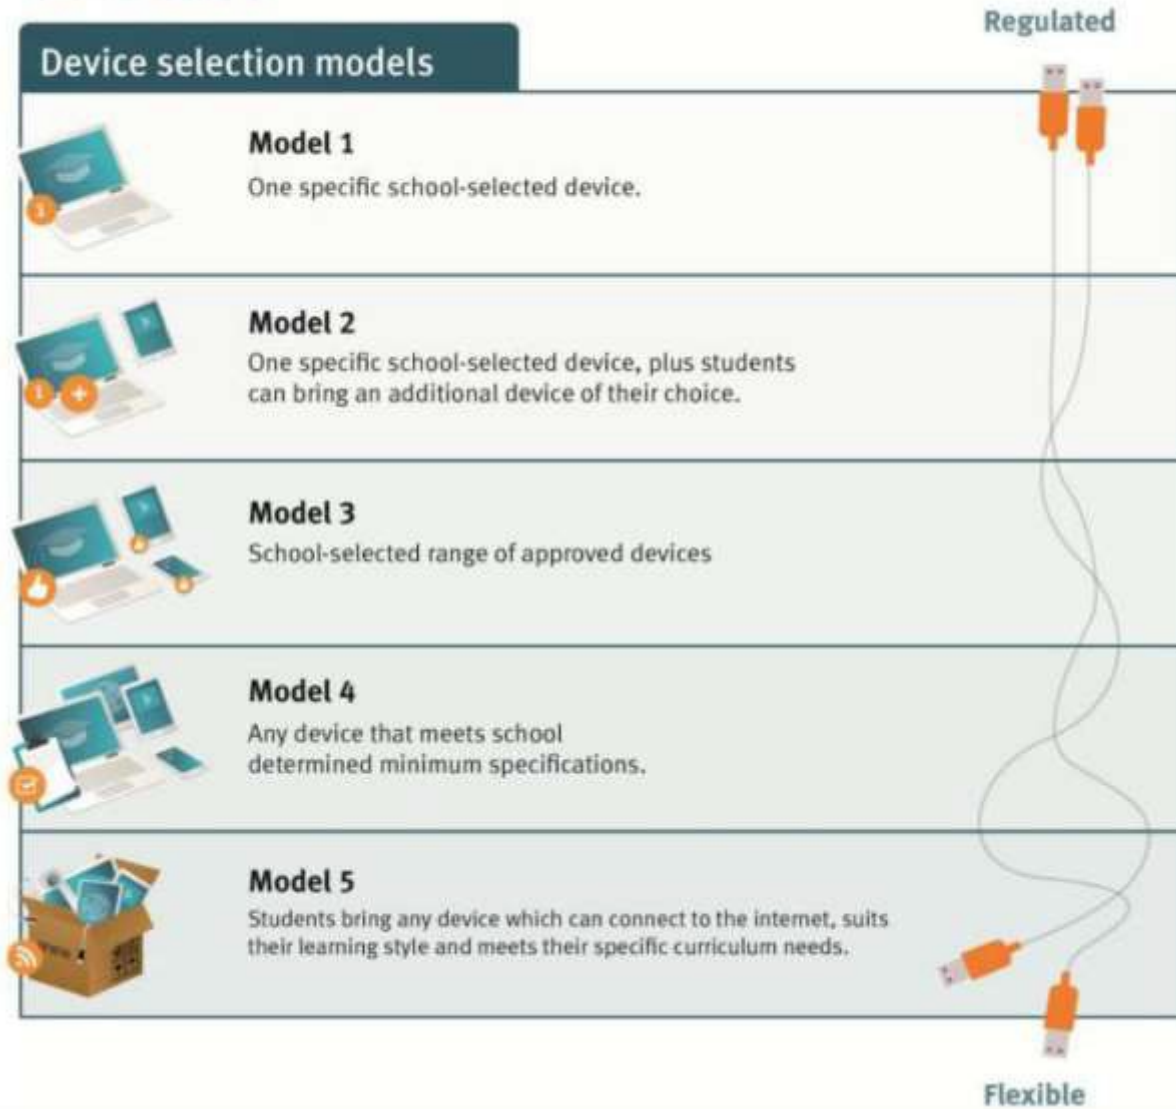 Regulated
Device selection models
Model 1
One specific school-selected device.
Model 2
One specific school-selected device, plus students
can bring an additional device of their choice.
Model 3
School-selected range of approved devices
Model 4
Any device that meets school
determined minimum specifications.
Model 5
Students bring any device which can connect to the internet, suits
their learning style and meets their specific curriculum needs.
Flexible